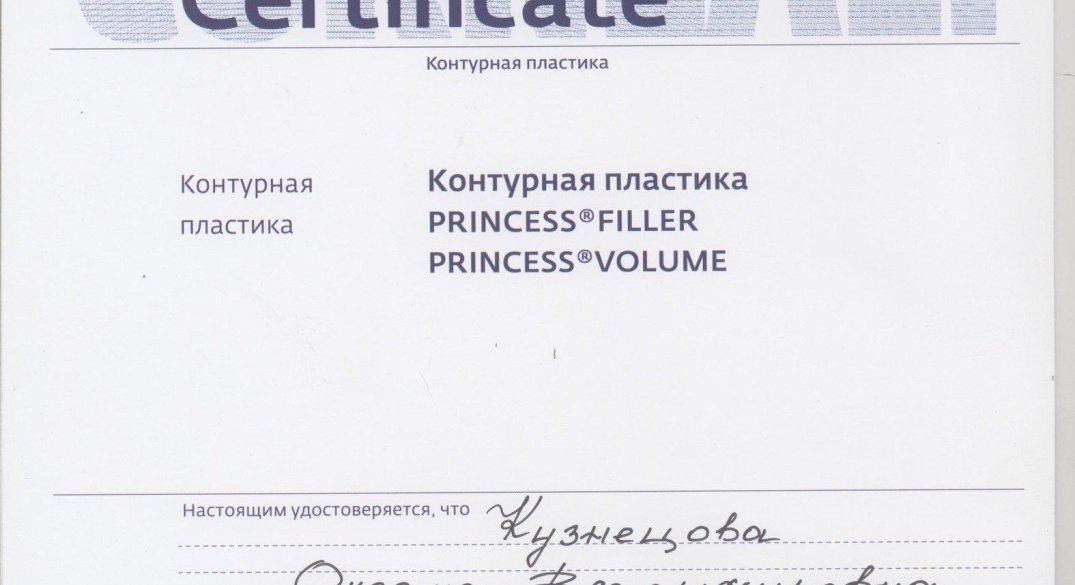 Certificate
Контурная пластика
Контурная
пластика
Контурная пластика
PRINCESS®FILLER
PRINCESS®VOLUME
Настоящим удостоверяется, что Кузнецова